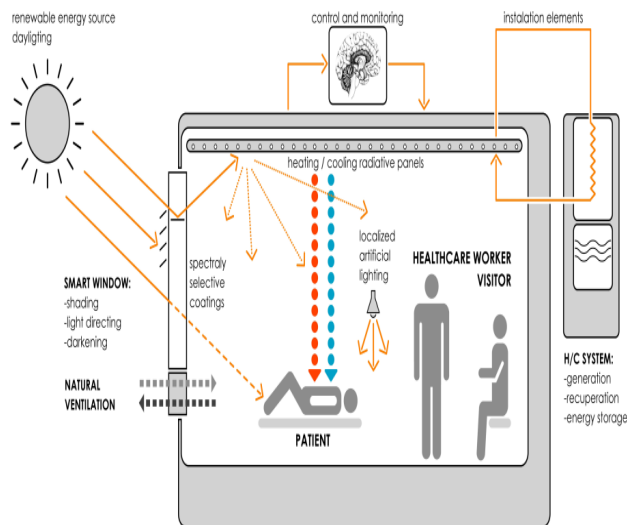 renewable energy source
dayligting
control and monitoring
instalation elements
heating / cooling radiative panels
localized
artificial
lighting
HEALTHCARE WORKER
VISITOR
spectraly
selective
coatings
SMART WINDOW:
-shading
-light directing
-darkening
NATURAL
VENTILATION
PATIENT
H/C SYSTEM:
-generation
-recuperation
-energy storage